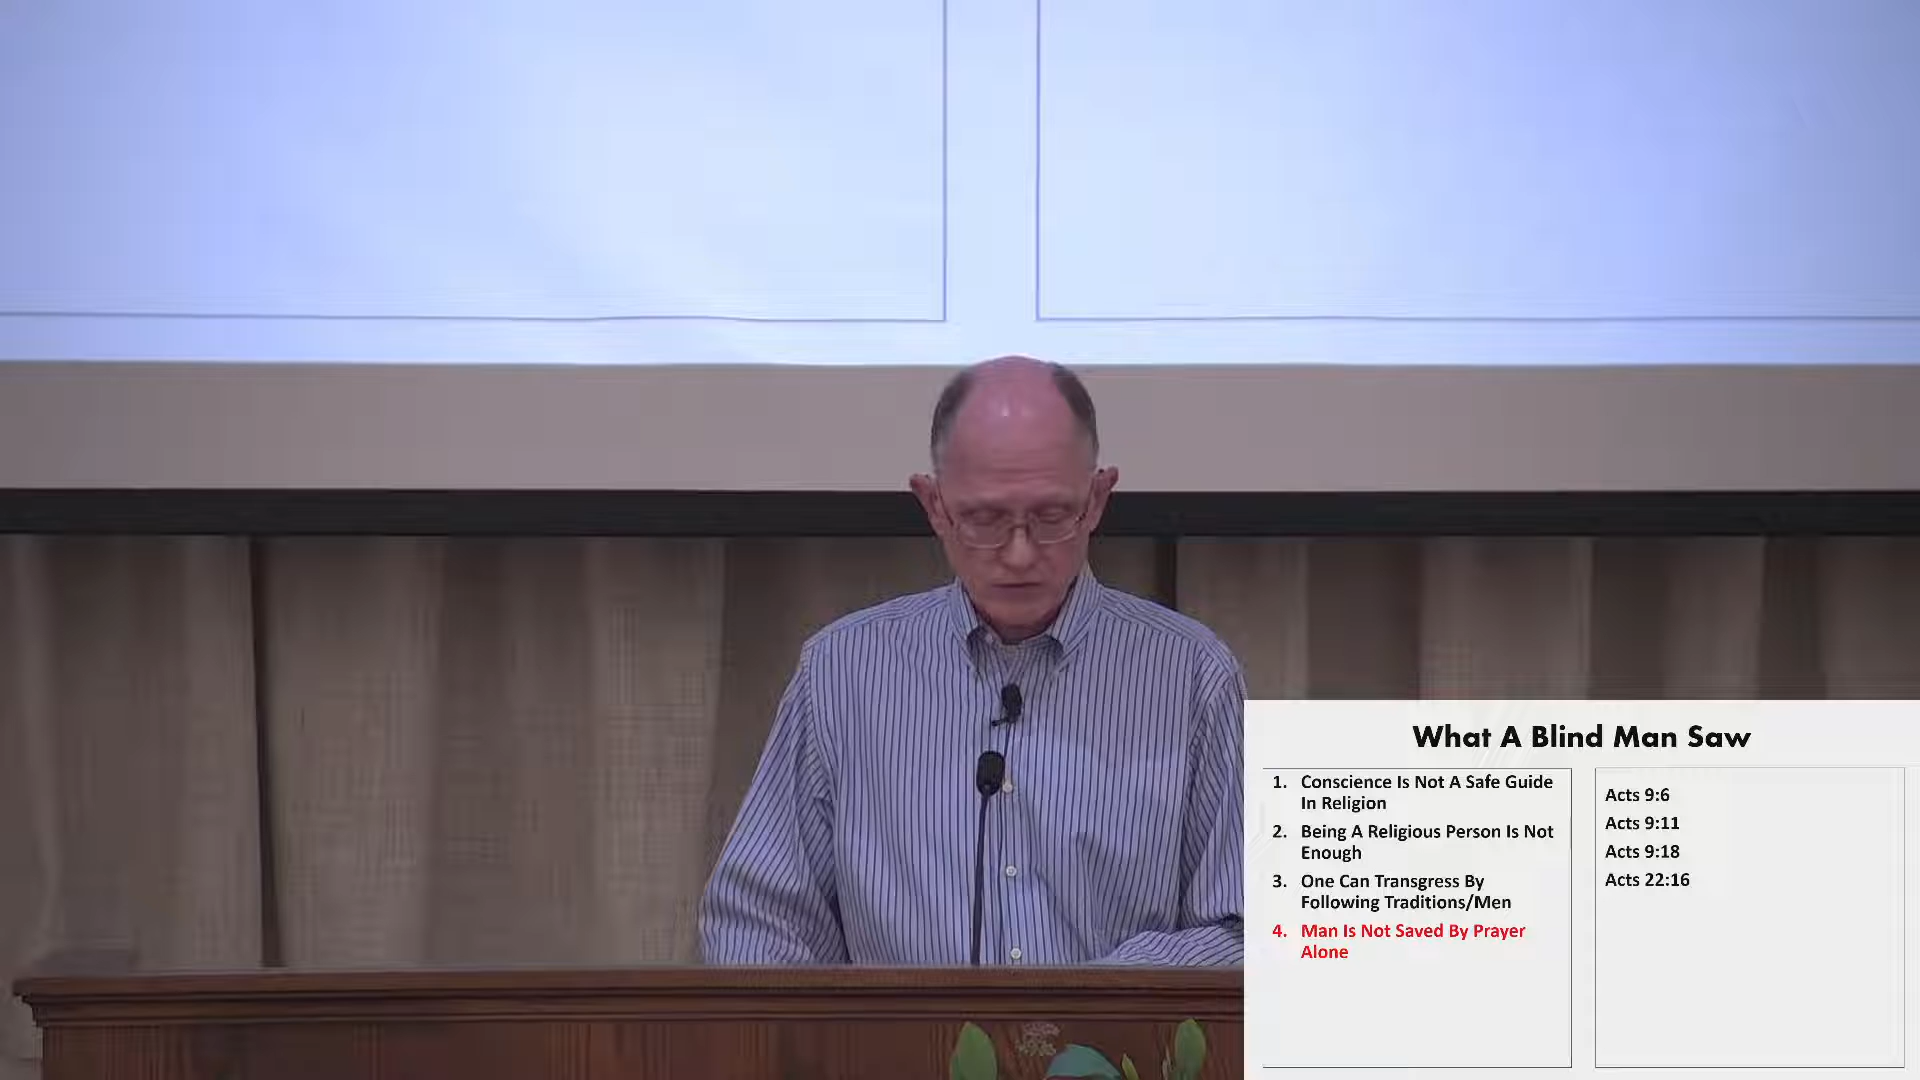 What A Blind Man Saw
1. Conscience Is Not A Safe Guide
In Religion
2. Being A Religious Person Is Not
Enough
3. One Can Transgress By
Following Traditions/Men
4. Man Is Not Saved By Prayer
Alone
Acts 9:6
Acts 9:11
Acts 9:18
Acts 22:16